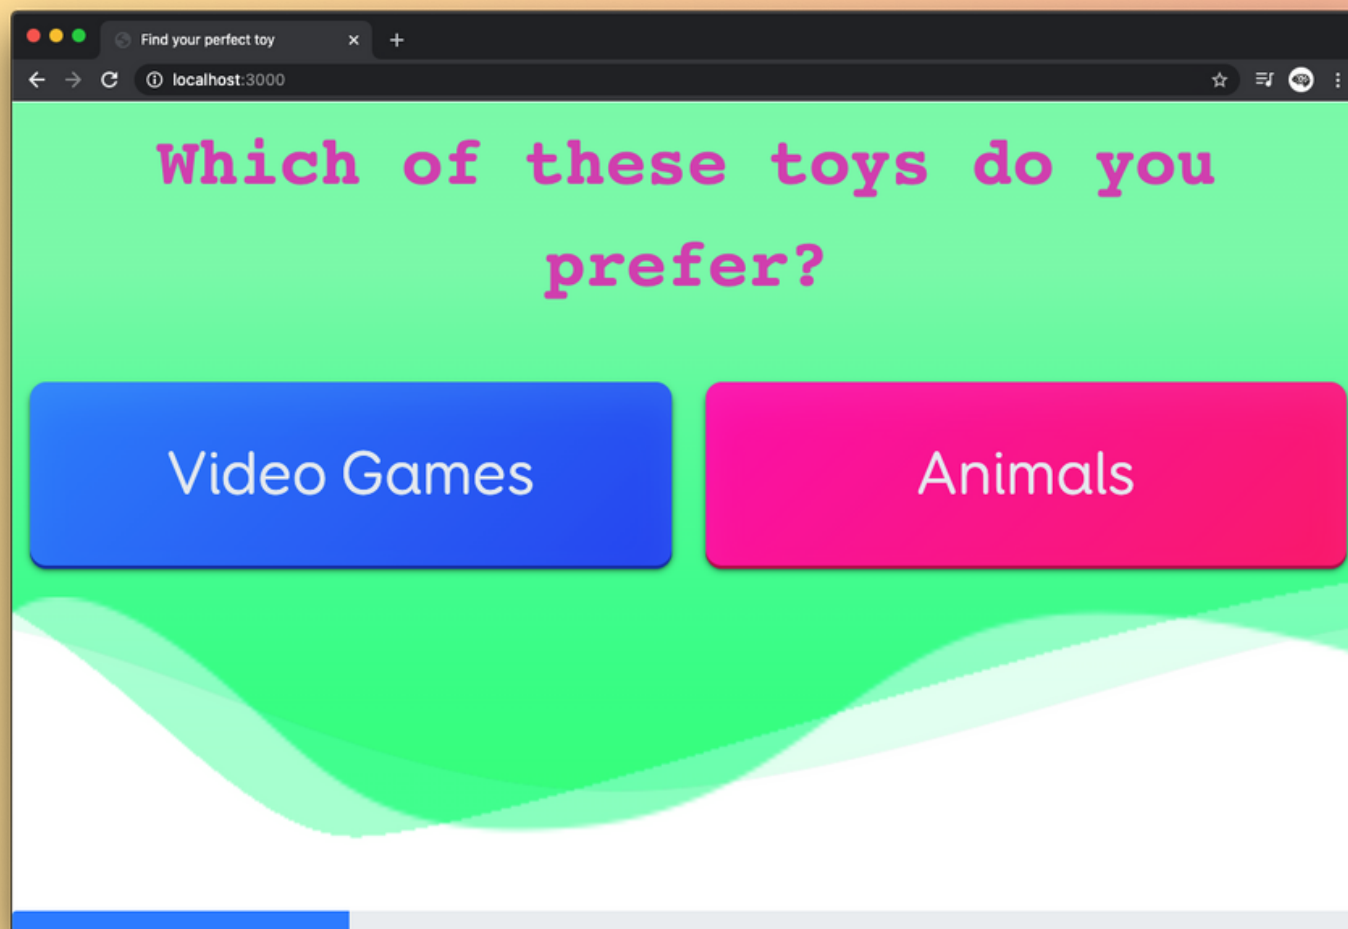 Find your perfect toy
localhost:3000
Which of these toys do you
prefer?
Video Games
Animals